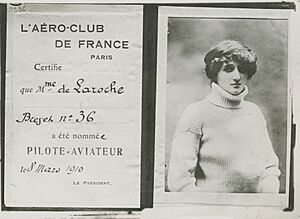 L'AÉRO-CLUB
DE FRANCE
PARIS
Certifie
que Mme de Laroche
Brevet no 36
a été nommée
PILOTE-AVIATEUR
le 8 Mars 1910
LE PRÉSIDENT.